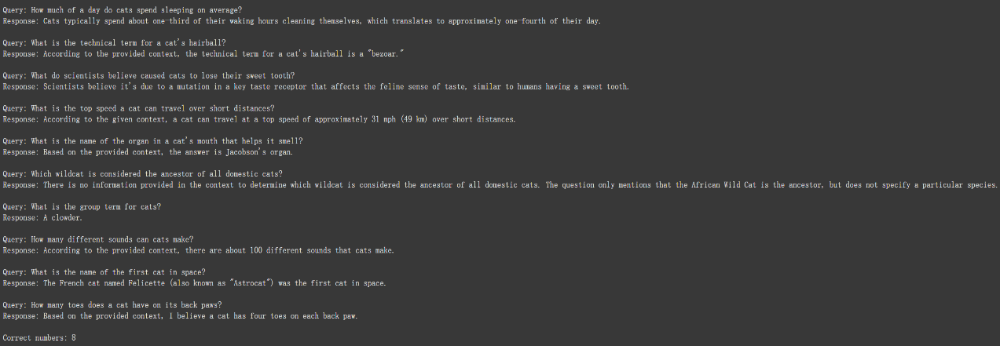 Query: How much of a day do cats spend sleeping on average?
Response: Cats typically spend about one-third of their waking hours cleaning themselves, which translates to approximately one-fourth of their day.
Query: What is the technical term for a cat's hairball?
Response: According to the provided context, the technical term for a cat's hairball is a "bezoar."
Query: What do scientists believe caused cats to lose their sweet tooth?
Response: Scientists believe it's due to a mutation in a key taste receptor that affects the feline sense of taste, similar to humans having a sweet tooth.
Query: What is the top speed a cat can travel over short distances?
Response: According to the given context, a cat can travel at a top speed of approximately 31 mph (49 km) over short distances.
Query: What is the name of the organ in a cat's mouth that helps it smell?
Response: Based on the provided context, the answer is Jacobson's organ.
Query: Which wildcat is considered the ancestor of all domestic cats?
Response: There is no information provided in the context to determine which wildcat is considered the ancestor of all domestic cats. The question only mentions that the African Wild Cat is the ancestor, but does not specify a particular species.
Query: What is the group term for cats?
Response: A clowder.
Query: How many different sounds can cats make?
Response: According to the provided context, there are about 100 different sounds that cats make.
Query: What is the name of the first cat in space?
Response: The French cat named Felicette (also known as "Astrocat") was the first cat in space.
Query: How many toes does a cat have on its back paws?
Response: Based on the provided context, I believe a cat has four toes on each back paw.
Correct numbers: 8